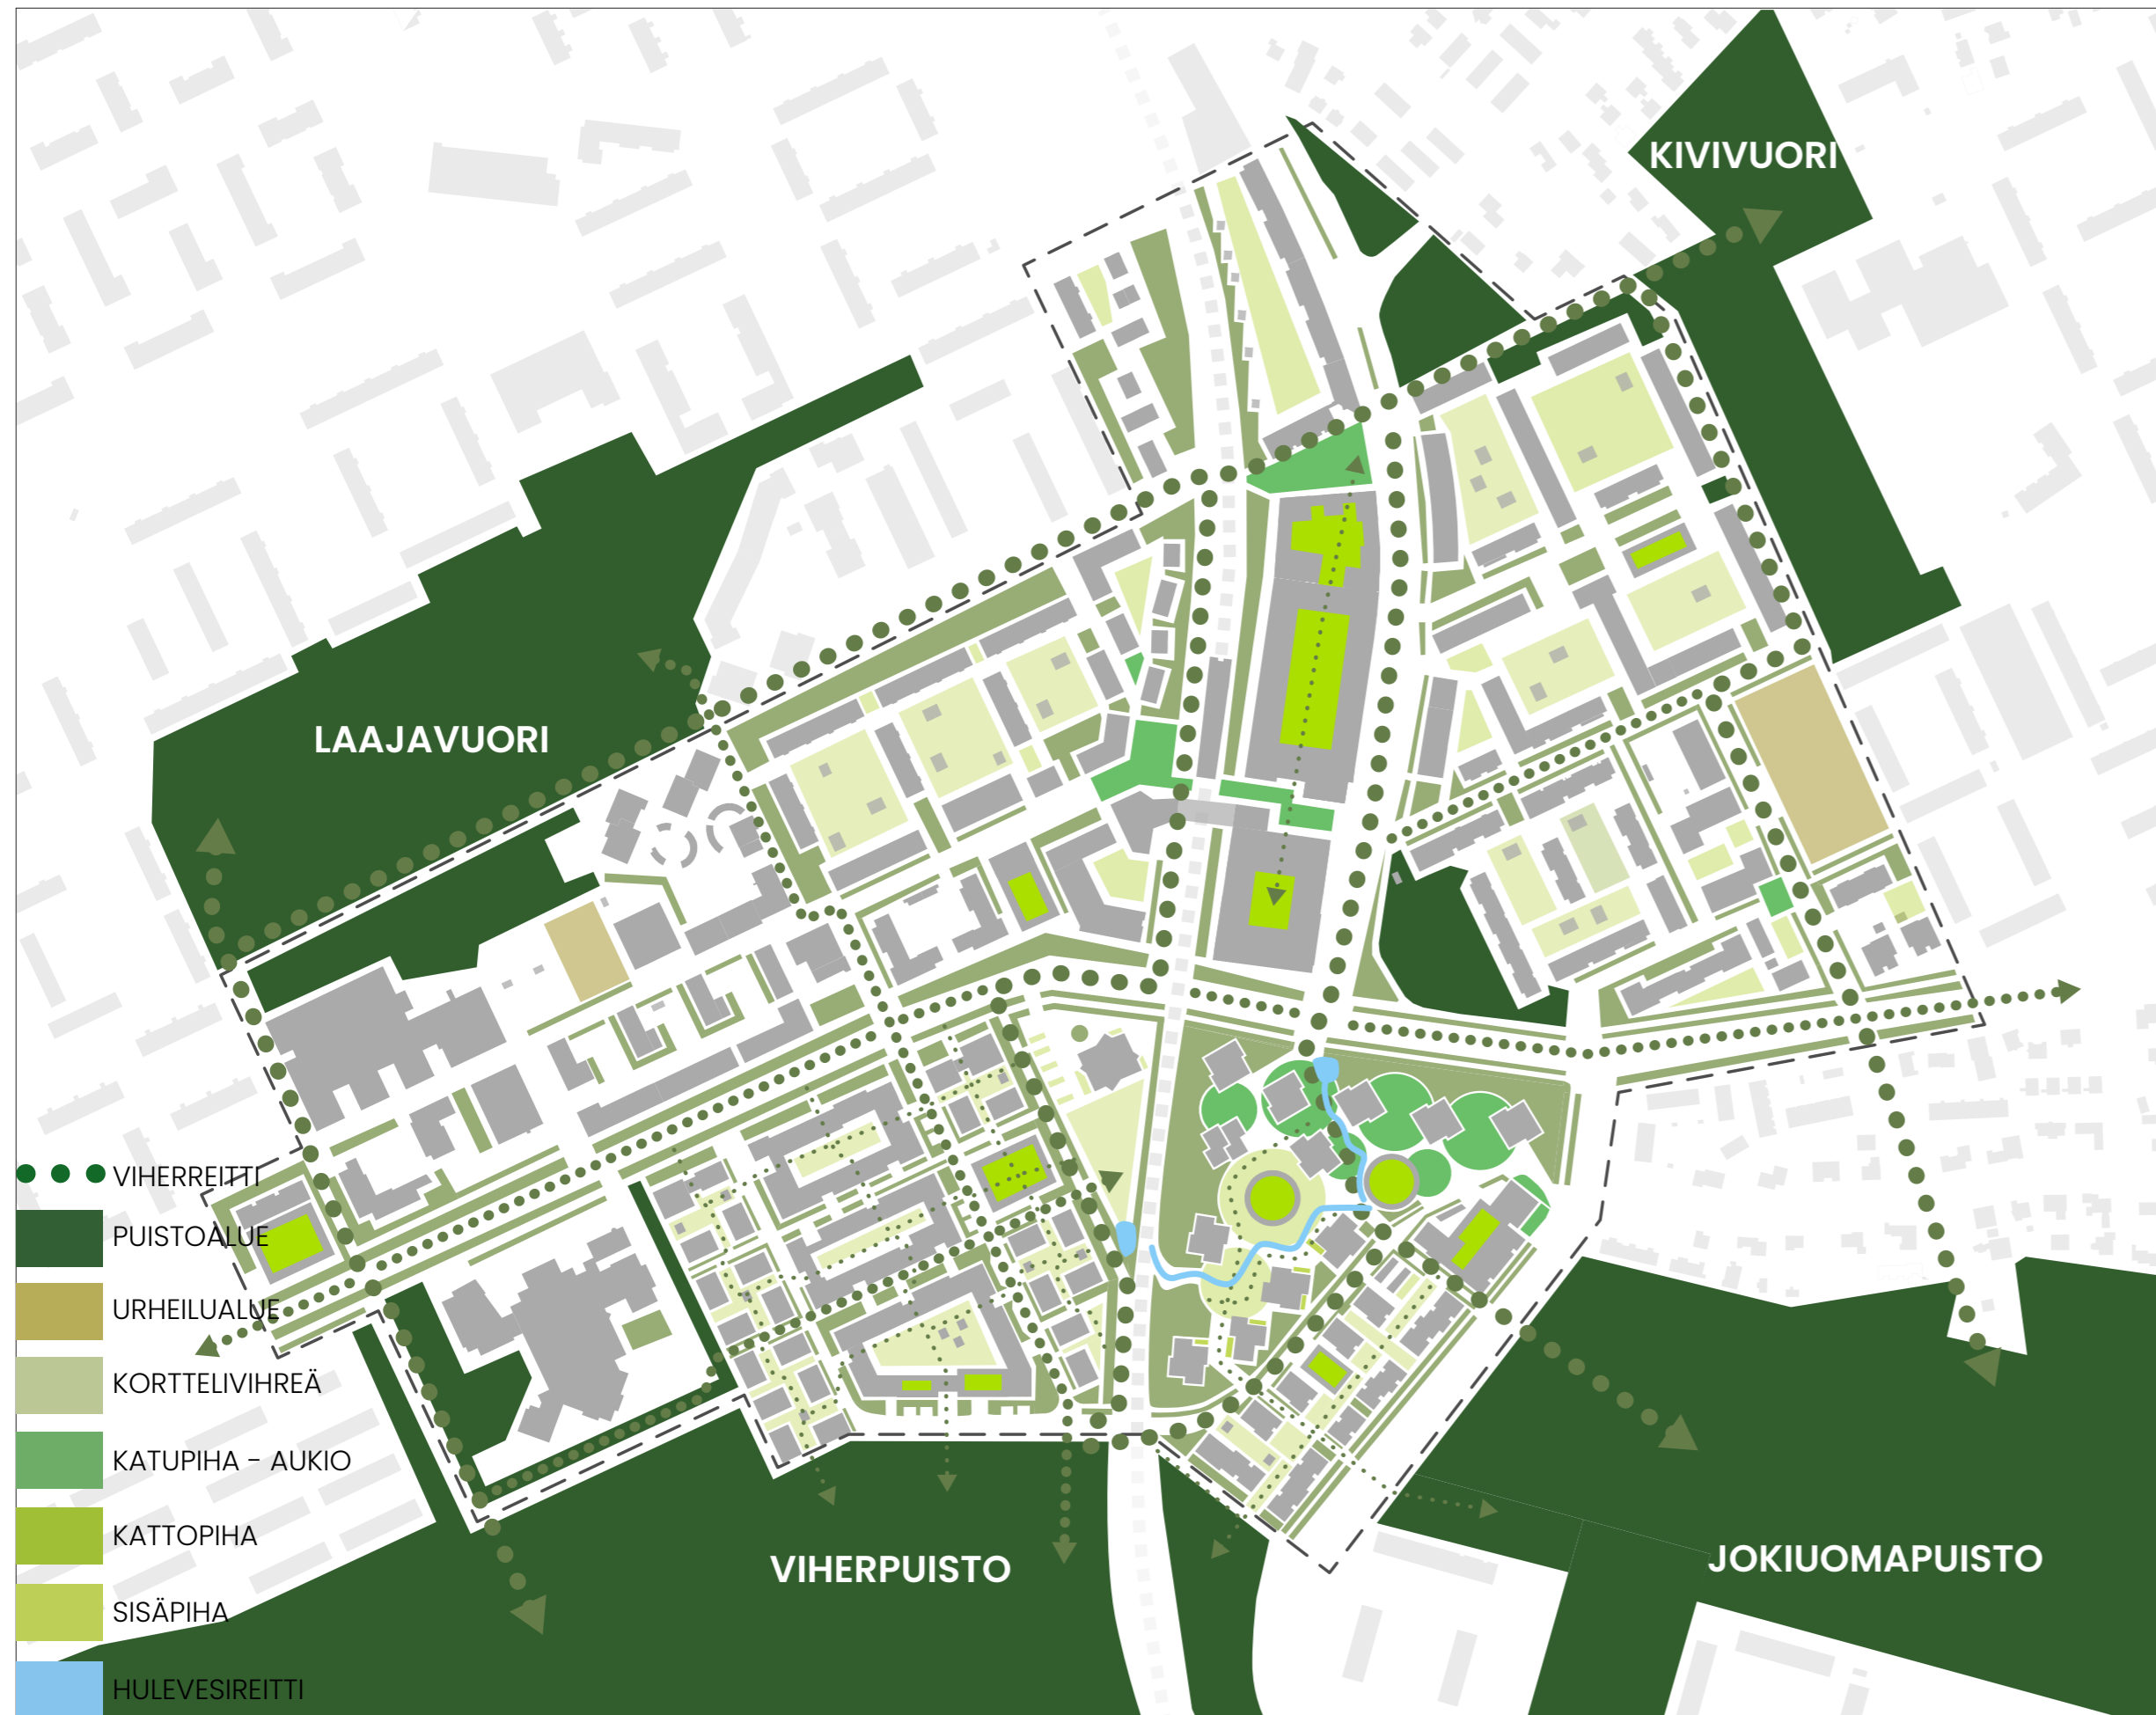 KIVIVUORI
LAAJAVUORI
VIHERREITTI
PUISTOALUE
URHEILUALUE
KORTTELIVIHREÄ
KATUPIHA - AUKIO
KATTOPIHA
SISÄPIHA
HULEVESIREITTI
VIHERPUISTO
JOKIUOMAPUISTO